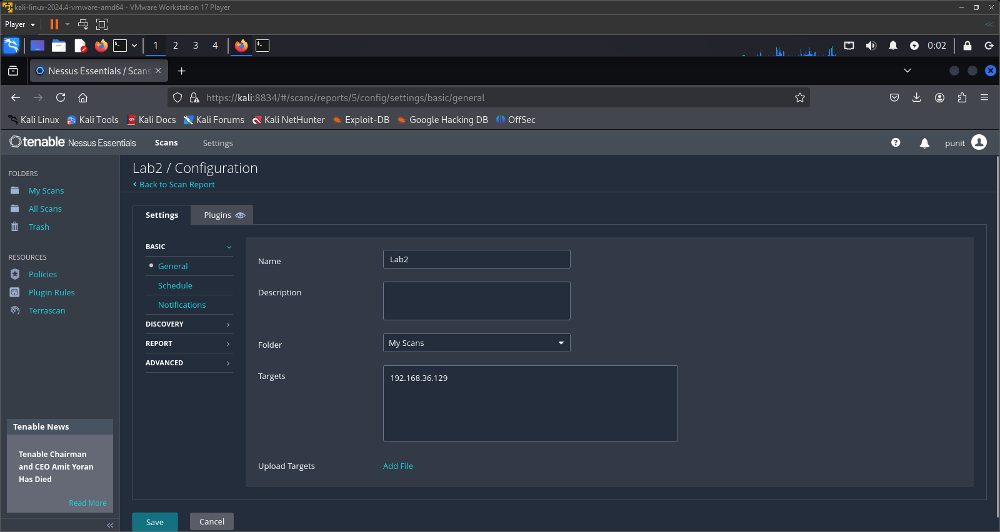 kali-linux-2024.4-vmware-amd64 - VMware Workstation 17 Player
Player
1 2 3 4 0:02
Nessus Essentials / Scans
https://kali:8834/#/scans/reports/5/config/settings/basic/general
Kali Linux Kali Tools Kali Docs Kali Forums Kali NetHunter Exploit-DB Google Hacking DB OffSec
tenable Nessus Essentials Scans Settings punit
FOLDERS
My Scans
All Scans
Trash
RESOURCES
Policies
Plugin Rules
Terrascan
Tenable News
Tenable Chairman
and CEO Amit Yoran
Has Died
Read More
Lab2 / Configuration
Back to Scan Report
Settings Plugins
BASIC
General
Schedule
Notifications
DISCOVERY
REPORT
ADVANCED
Name Lab2
Description
Folder My Scans
Targets 192.168.36.129
Upload Targets Add File
Save Cancel